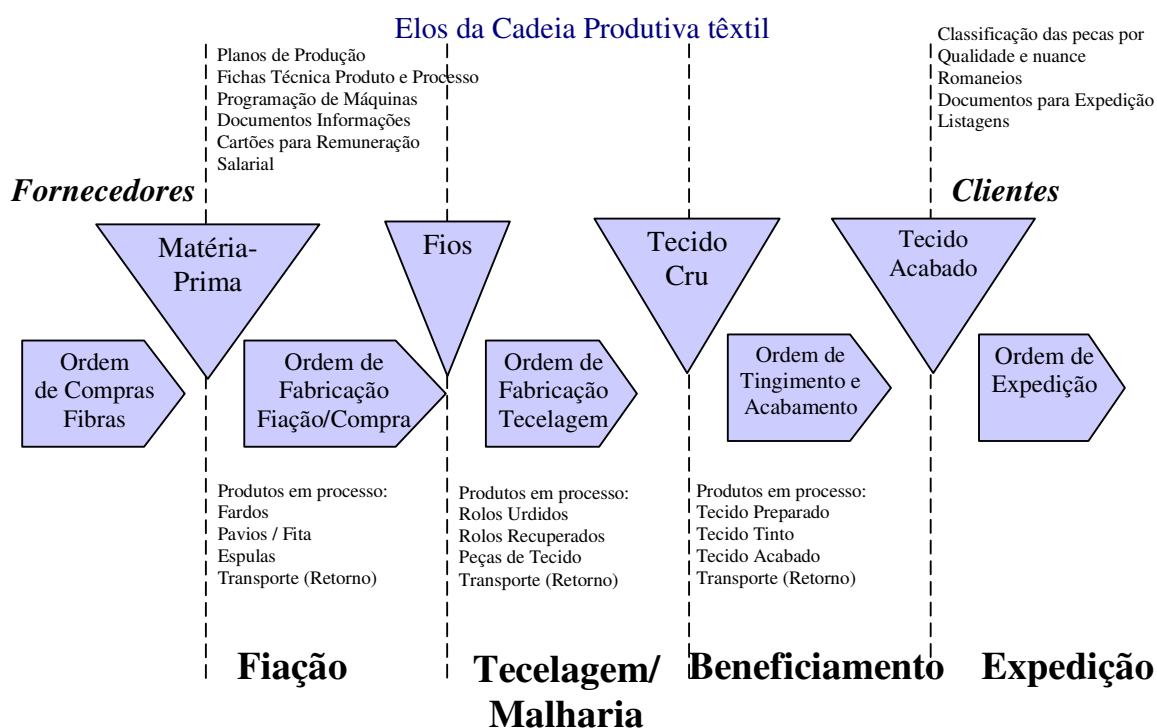 Elos da Cadeia Produtiva têxtil
Planos de Produção
Fichas Técnica Produto e Processo
Programação de Máquinas
Documentos Informações
Cartões para Remuneração
Salarial
Classificação das pecas por
Qualidade e nuance
Romaneios
Documentos para Expedição
Listagens
Fornecedores
Clientes
Matéria-
Prima
Fios
Tecido
Cru
Tecido
Acabado
Ordem
de Compras
Fibras
Ordem de
Fabricação
Fiação/Compra
Ordem de
Fabricação
Tecelagem
Ordem de
Tingimento e
Acabamento
Ordem de
Expedição
Produtos em processo:
Fardos
Pavios / Fita
Espulas
Transporte (Retorno)
Produtos em processo:
Rolos Urdidos
Rolos Recuperados
Peças de Tecido
Transporte (Retorno)
Produtos em processo:
Tecido Preparado
Tecido Tinto
Tecido Acabado
Transporte (Retorno)
Fiação
Tecelagem/
Malharia
Beneficiamento
Expedição